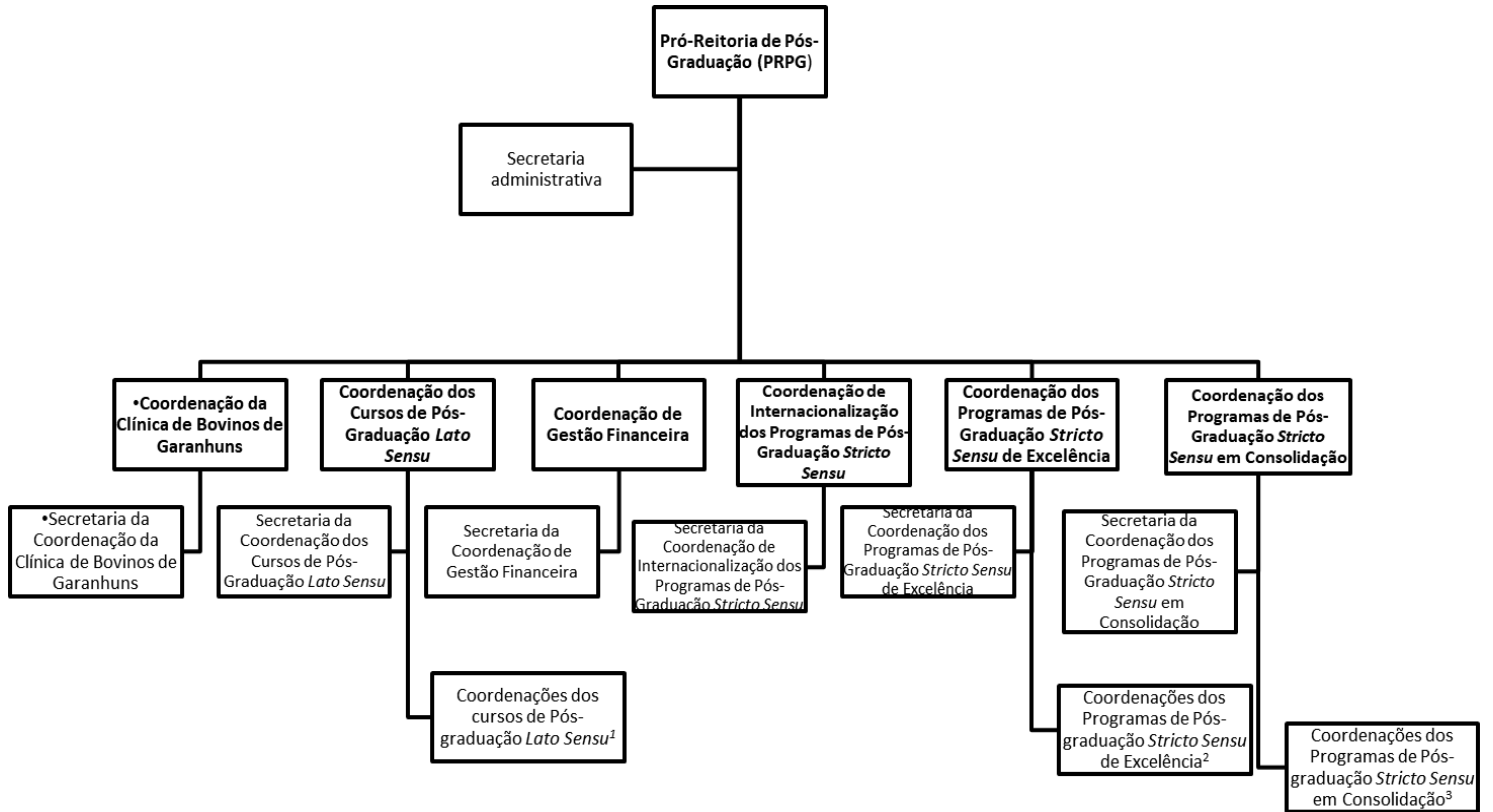 Pró-Reitoria de Pós-
Graduação (PRPG)
Secretaria
administrativa
•Coordenação da
Clínica de Bovinos de
Garanhuns
Coordenação dos
Cursos de Pós-
Graduação Lato
Sensu
Coordenação de
Gestão Financeira
Coordenação de
Internacionalização
dos Programas de Pós-
Graduação Stricto
Sensu
Coordenação dos
Programas de Pós-
Graduação Stricto
Sensu de Excelência
Coordenação dos
Programas de Pós-
Graduação Stricto
Sensu em Consolidação
•Secretaria da
Coordenação da
Clínica de Bovinos de
Garanhuns
Secretaria da
Coordenação dos
Cursos de Pós-
Graduação Lato Sensu
Secretaria da
Coordenação de
Gestão Financeira
Secretaria da
Coordenação de
Internacionalização dos
Programas de Pós-
Graduação Stricto Sensu
Secretaria da
Coordenação dos
Programas de Pós-
Graduação Stricto Sensu
de Excelência
Secretaria da
Coordenação dos
Programas de Pós-
Graduação Stricto
Sensu em
Consolidação
Coordenações dos
cursos de Pós-
graduação Lato Sensu¹
Coordenações dos
Programas de Pós-
graduação Stricto Sensu
de Excelência²
Coordenações dos
Programas de Pós-
graduação Stricto Sensu
em Consolidação³